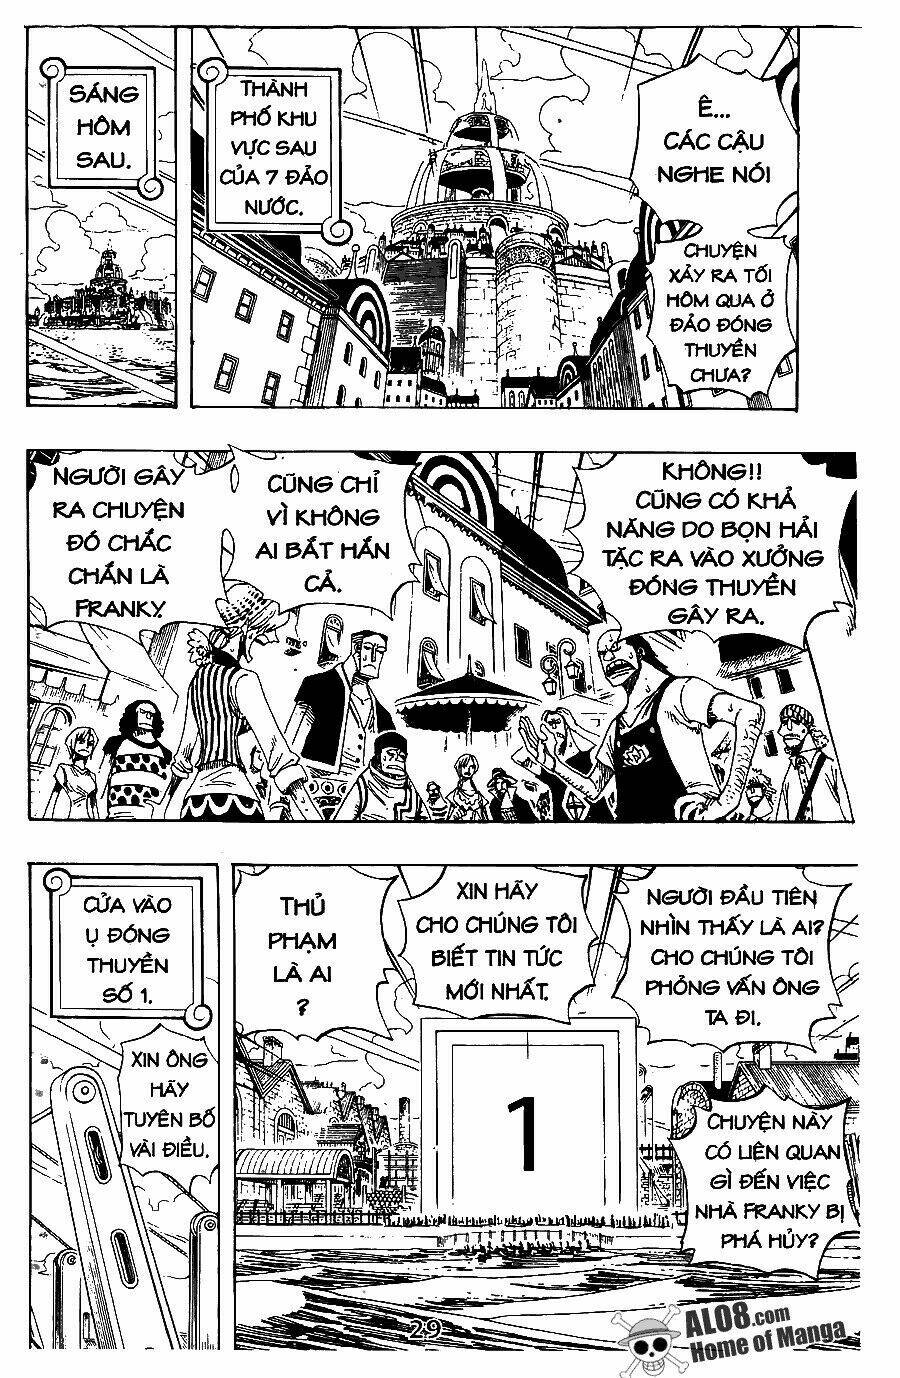 SÁNG
HÔM
SAU.
THÀNH
PHỐ KHU
VỰC SAU
CỦA 7 ĐẢO
NƯỚC.
Ê...
CÁC CẬU
NGHE NÓI
CHUYỆN
XẢY RA TỐI
HÔM QUA Ở
ĐẢO ĐÓNG
THUYỀN
CHƯA?
NGƯỜI GÂY
RA CHUYỆN
ĐÓ CHẮC
CHẮN LÀ
FRANKY.
CŨNG CHỈ
VÌ KHÔNG
AI BẮT HẮN
CẢ.
KHÔNG!!
CŨNG CÓ KHẢ
NĂNG DO BỌN HẢI
TẶC RA VÀO XƯỞNG
ĐÓNG THUYỀN
GÂY RA.
CỬA VÀO
Ụ ĐÓNG
THUYỀN
SỐ 1.
XIN ÔNG
HÃY
TUYÊN BỐ
VÀI ĐIỀU.
THỦ
PHẠM
LÀ AI
?
XIN HÃY
CHO CHÚNG TÔI
BIẾT TIN TỨC
MỚI NHẤT.
NGƯỜI ĐẦU TIÊN
NHÌN THẤY LÀ AI?
CHO CHÚNG TÔI
PHỎNG VẤN ÔNG
TA ĐI.
1
CHUYỆN NÀY
CÓ LIÊN QUAN
GÌ ĐẾN VIỆC
NHÀ FRANKY BỊ
PHÁ HỦY?
29
ALO8.com
Home of Manga